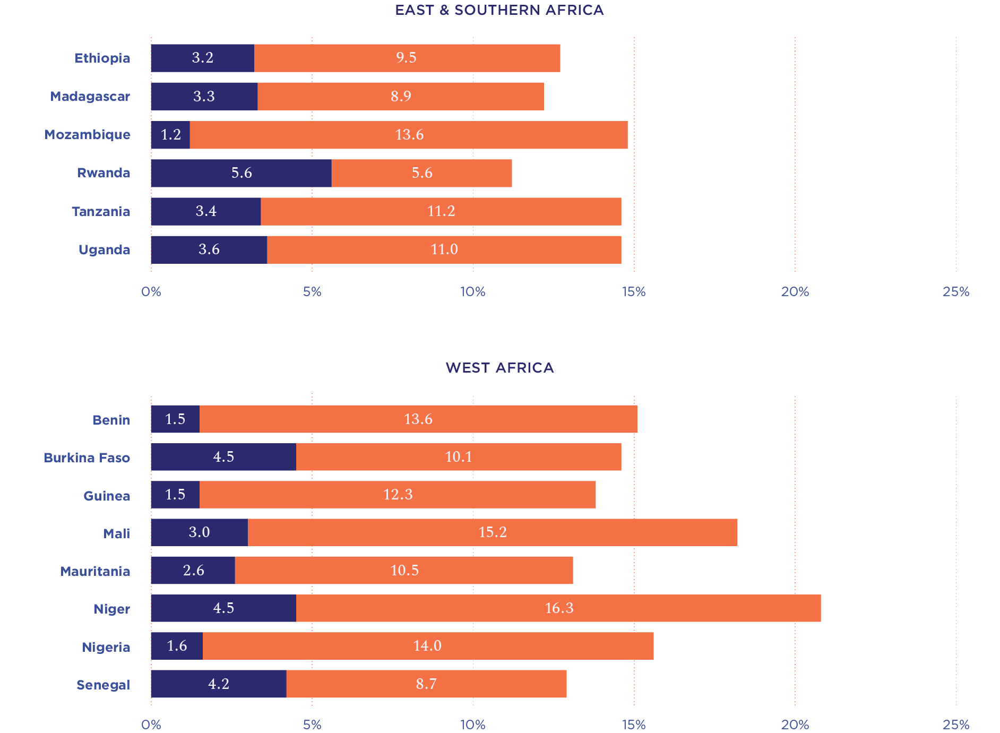 EAST & SOUTHERN AFRICA
Ethiopia 3.2 9.5
Madagascar 3.3 8.9
Mozambique 1.2 13.6
Rwanda 5.6 5.6
Tanzania 3.4 11.2
Uganda 3.6 11.0
0% 5% 10% 15% 20% 25%
WEST AFRICA
Benin 1.5 13.6
Burkina Faso 4.5 10.1
Guinea 1.5 12.3
Mali 3.0 15.2
Mauritania 2.6 10.5
Niger 4.5 16.3
Nigeria 1.6 14.0
Senegal 4.2 8.7
0% 5% 10% 15% 20% 25%